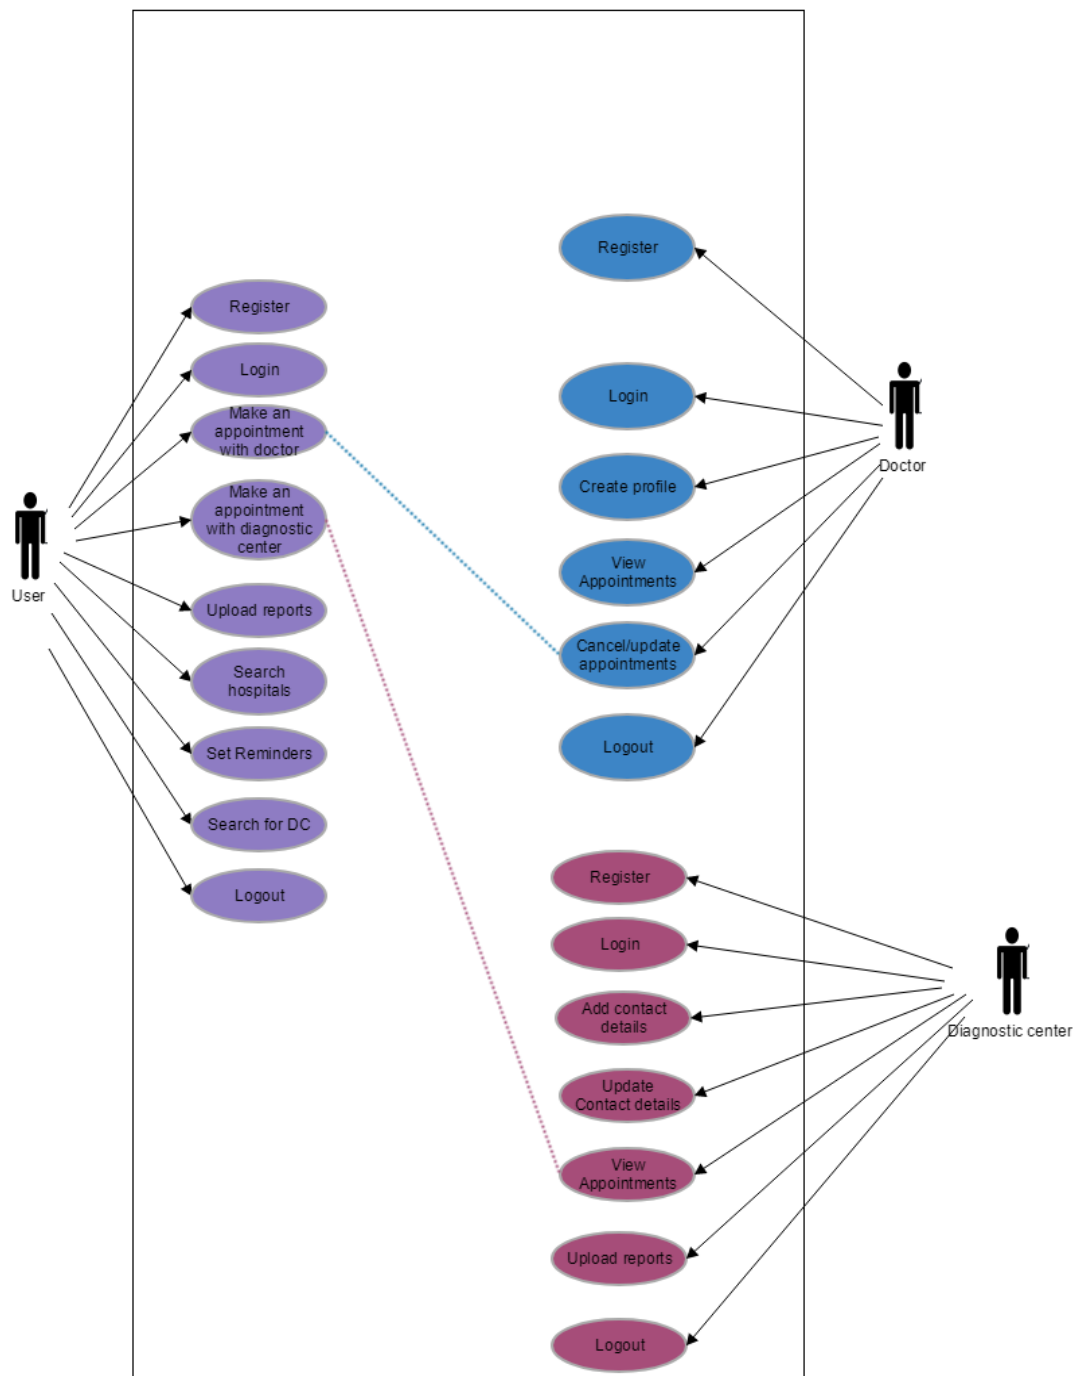 User
Register
Login
Make an
appointment
with doctor
Make an
appointment
with diagnostic
center
Upload reports
Search
hospitals
Set Reminders
Search for DC
Logout
Register
Login
Create profile
View
Appointments
Cancel/update
appointments
Logout
Doctor
Register
Login
Add contact
details
Update
Contact details
View
Appointments
Upload reports
Logout
Diagnostic center